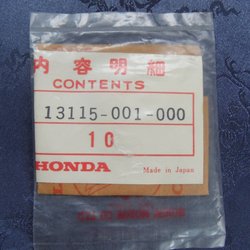 内容明細
CONTENTS
13115-001-000
10
HONDA
Made in Japan